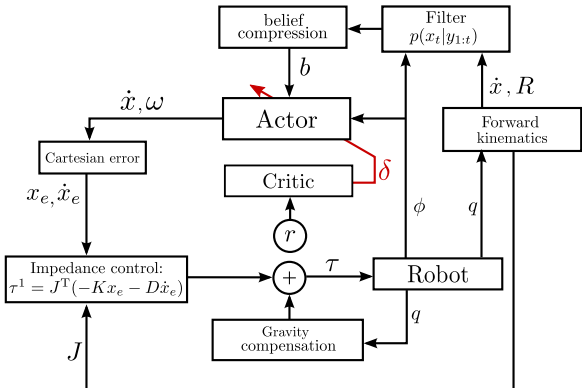 belief
compression
Filter
p(x_t|y_{1:t})
b
ẋ, R
ẋ, ω
Actor
Forward
kinematics
Cartesian error
δ
Critic
x_e, ẋ_e
ϕ
q
r
Impedance control:
τ¹ = Jᵀ(−Kx_e − Dẋ_e)
+
τ
Robot
q
Gravity
compensation
J